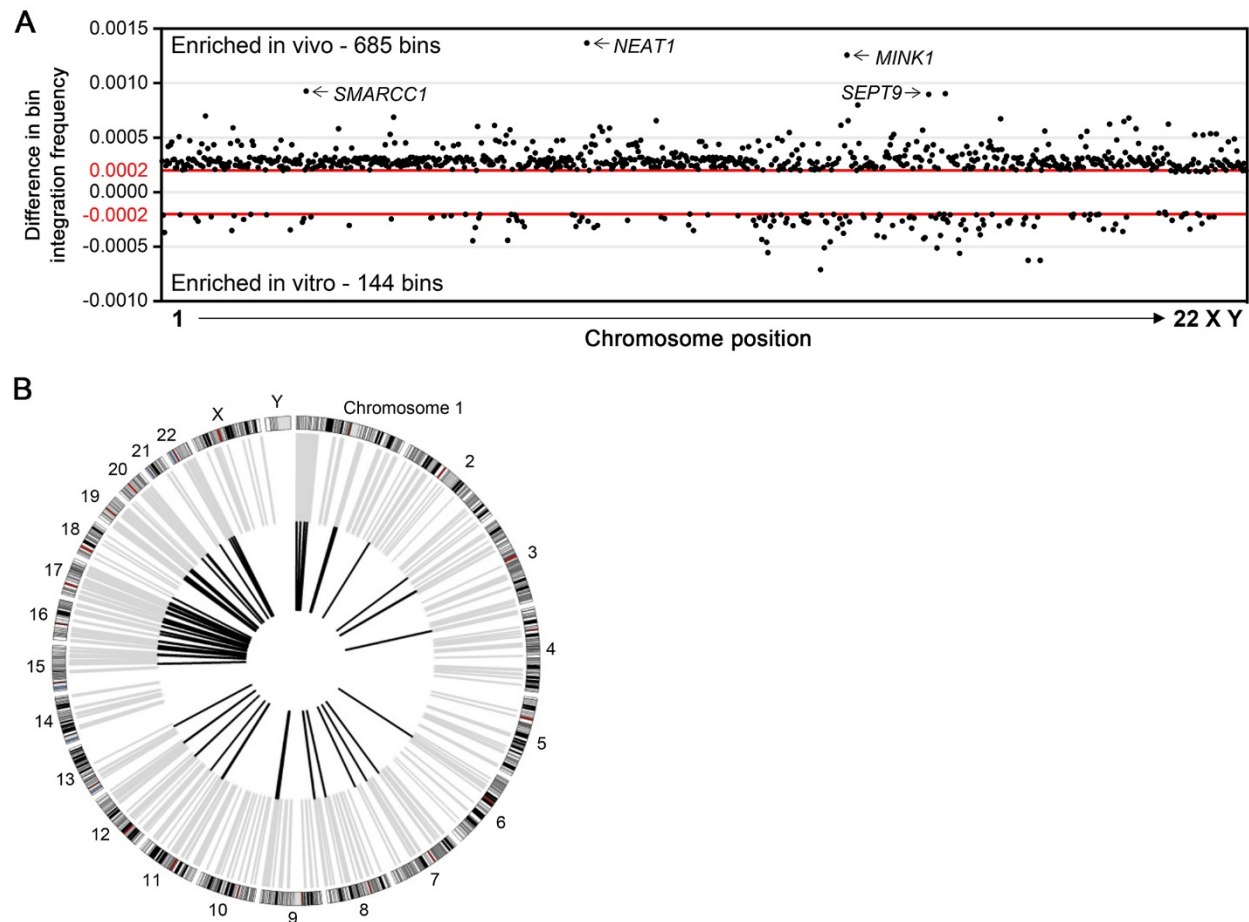 A
Difference in bin
integration frequency
0.0015
0.0010
0.0005
0.0002
0.0000
-0.0002
-0.0005
-0.0010
Enriched in vivo - 685 bins
NEAT1
MINK1
SMARCC1
SEPT9
Enriched in vitro - 144 bins
1
22 X Y
Chromosome position
B
Chromosome 1
2
3
4
5
6
7
8
9
10
11
12
13
14
15
16
17
18
19
20
21
22
X
Y